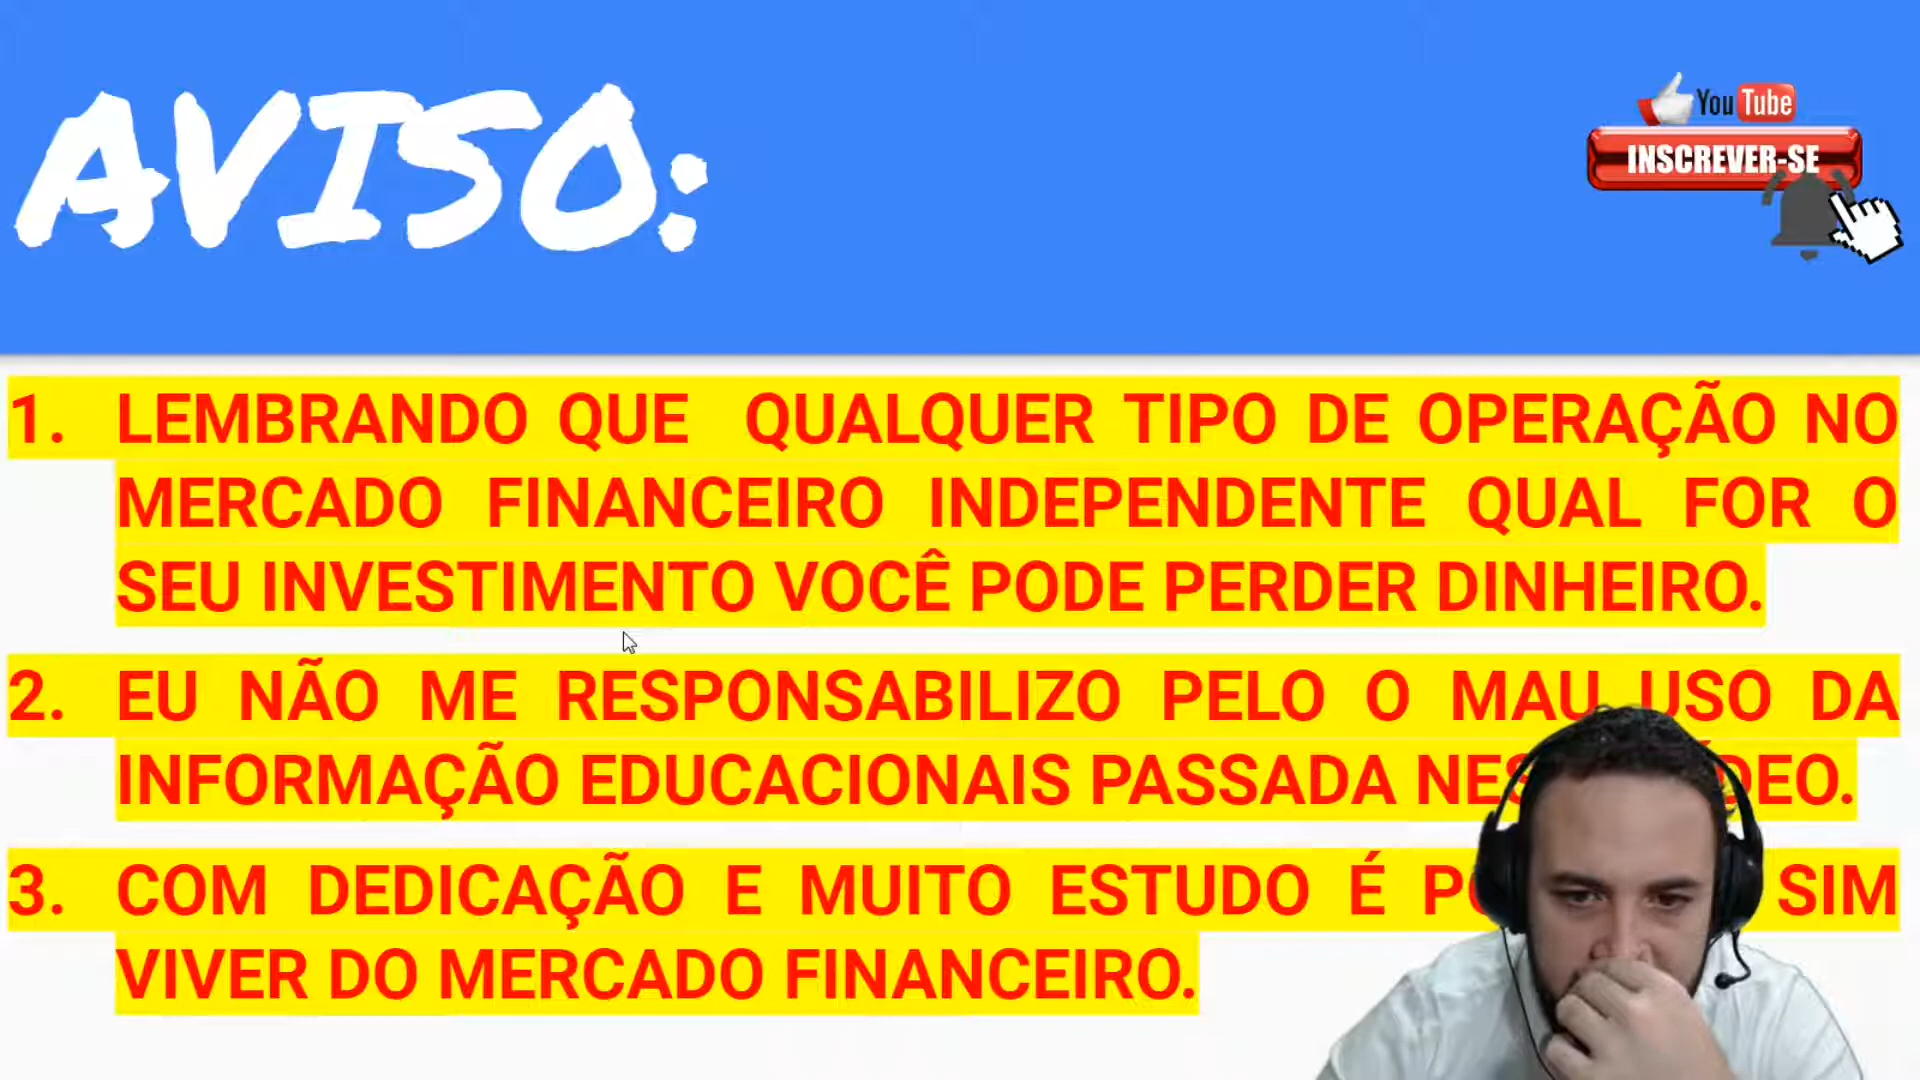 AVISO:
You Tube
INSCREVER-SE
1. LEMBRANDO QUE QUALQUER TIPO DE OPERAÇÃO NO
MERCADO FINANCEIRO INDEPENDENTE QUAL FOR O
SEU INVESTIMENTO VOCÊ PODE PERDER DINHEIRO.
2. EU NÃO ME RESPONSABILIZO PELO O MAU USO DA
INFORMAÇÃO EDUCACIONAIS PASSADA
3. COM DEDICAÇÃO E MUITO ESTUDO É SIM
VIVER DO MERCADO FINANCEIRO.